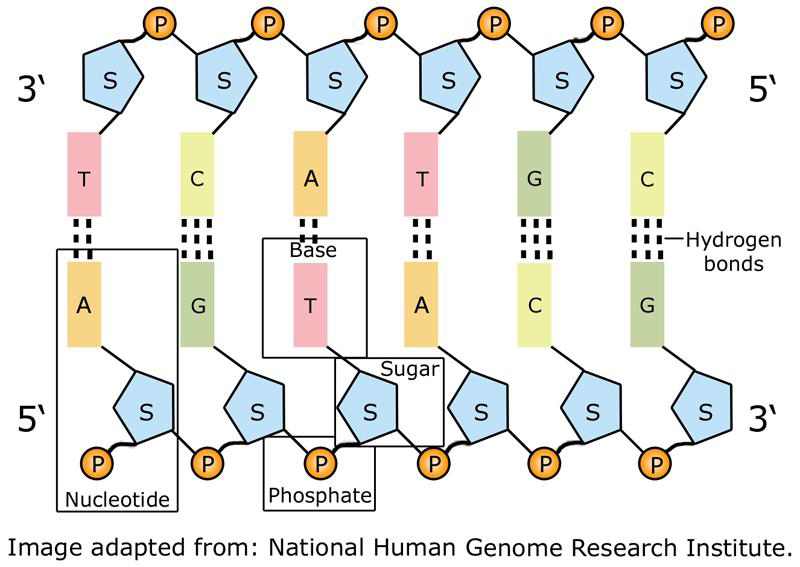 P P P P P P
S S S S S S
3‘ 5‘
T C A T G C
Hydrogen
bonds
Base
A G T A C G
Sugar
S S S S S S
5‘ 3‘
P P P P P P
Nucleotide Phosphate
Image adapted from: National Human Genome Research Institute.